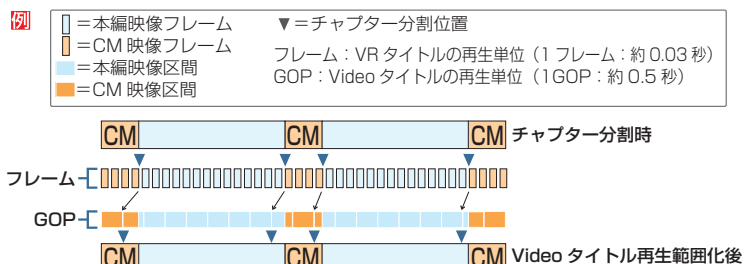 例
=本編映像フレーム ▼=チャプター分割位置
=CM 映像フレーム
フレーム：VR タイトルの再生単位（1 フレーム：約 0.03 秒）
=本編映像区間
GOP：Video タイトルの再生単位（1GOP：約 0.5 秒）
=CM 映像区間
CM CM CM チャプター分割時
フレーム
GOP
CM CM CM Video タイトル再生範囲化後